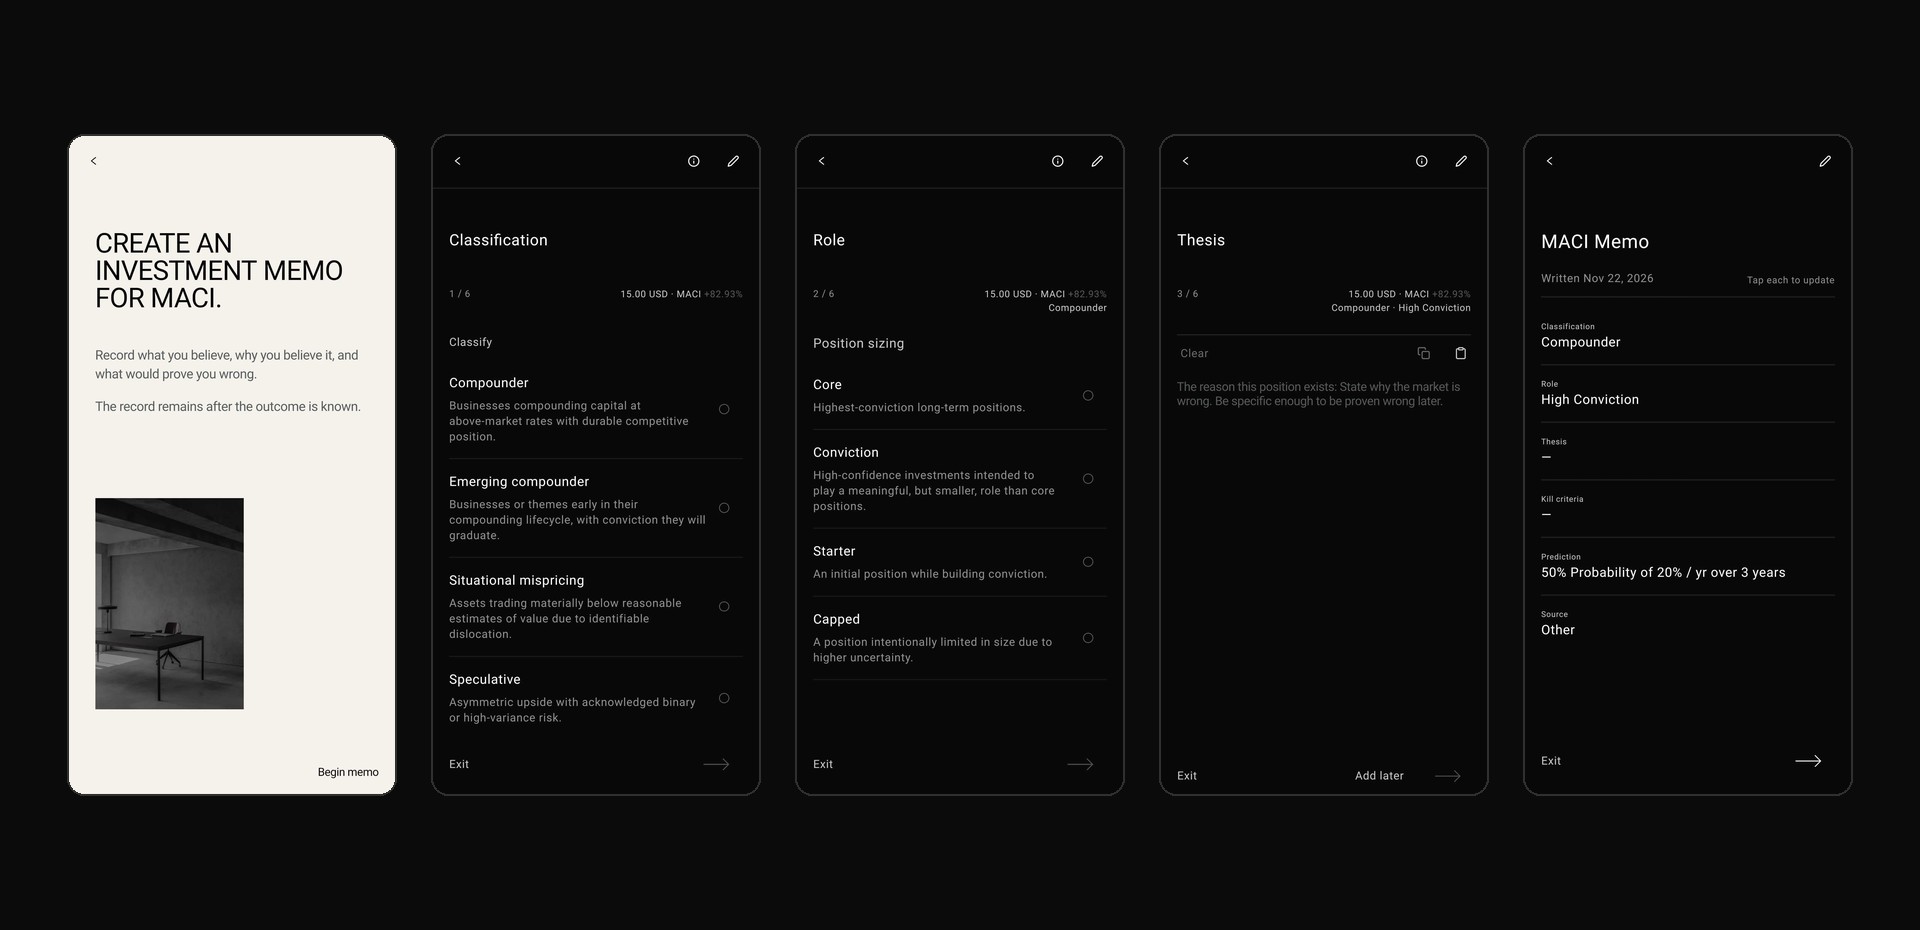 CREATE AN
INVESTMENT MEMO
FOR MACI.
Record what you believe, why you believe it, and
what would prove you wrong.
The record remains after the outcome is known.
Begin memo
Classification
1 / 6
15.00 USD · MACI +82.93%
Classify
Compounder
Businesses compounding capital at
above-market rates with durable competitive
position.
Emerging compounder
Businesses or themes early in their
compounding lifecycle, with conviction they will
graduate.
Situational mispricing
Assets trading materially below reasonable
estimates of value due to identifiable
dislocation.
Speculative
Asymmetric upside with acknowledged binary
or high-variance risk.
Exit
Role
2 / 6
15.00 USD · MACI +82.93%
Compounder
Position sizing
Core
Highest-conviction long-term positions.
Conviction
High-confidence investments intended to
play a meaningful, but smaller, role than core
positions.
Starter
An initial position while building conviction.
Capped
A position intentionally limited in size due to
higher uncertainty.
Exit
Thesis
3 / 6
15.00 USD · MACI +82.93%
Compounder · High Conviction
Clear
The reason this position exists: State why the market is
wrong. Be specific enough to be proven wrong later.
Exit
Add later
MACI Memo
Written Nov 22, 2026
Tap each to update
Classification
Compounder
Role
High Conviction
Thesis
—
Kill criteria
—
Prediction
50% Probability of 20% / yr over 3 years
Source
Other
Exit